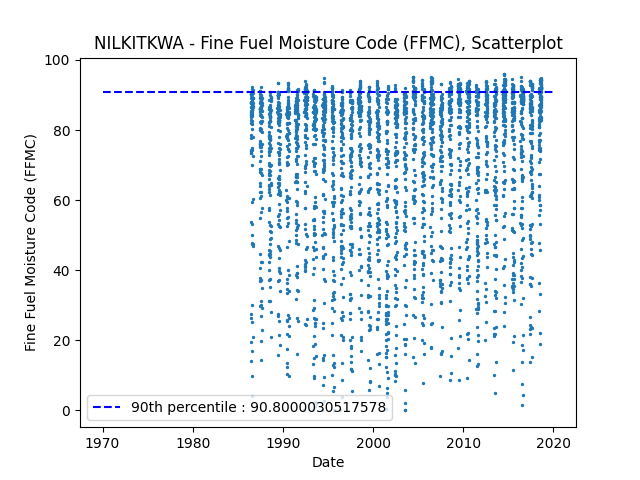 NILKITKWA - Fine Fuel Moisture Code (FFMC), Scatterplot
100
80
60
40
20
0
Fine Fuel Moisture Code (FFMC)
90th percentile : 90.8000030517578
1970 1980 1990 2000 2010 2020
Date